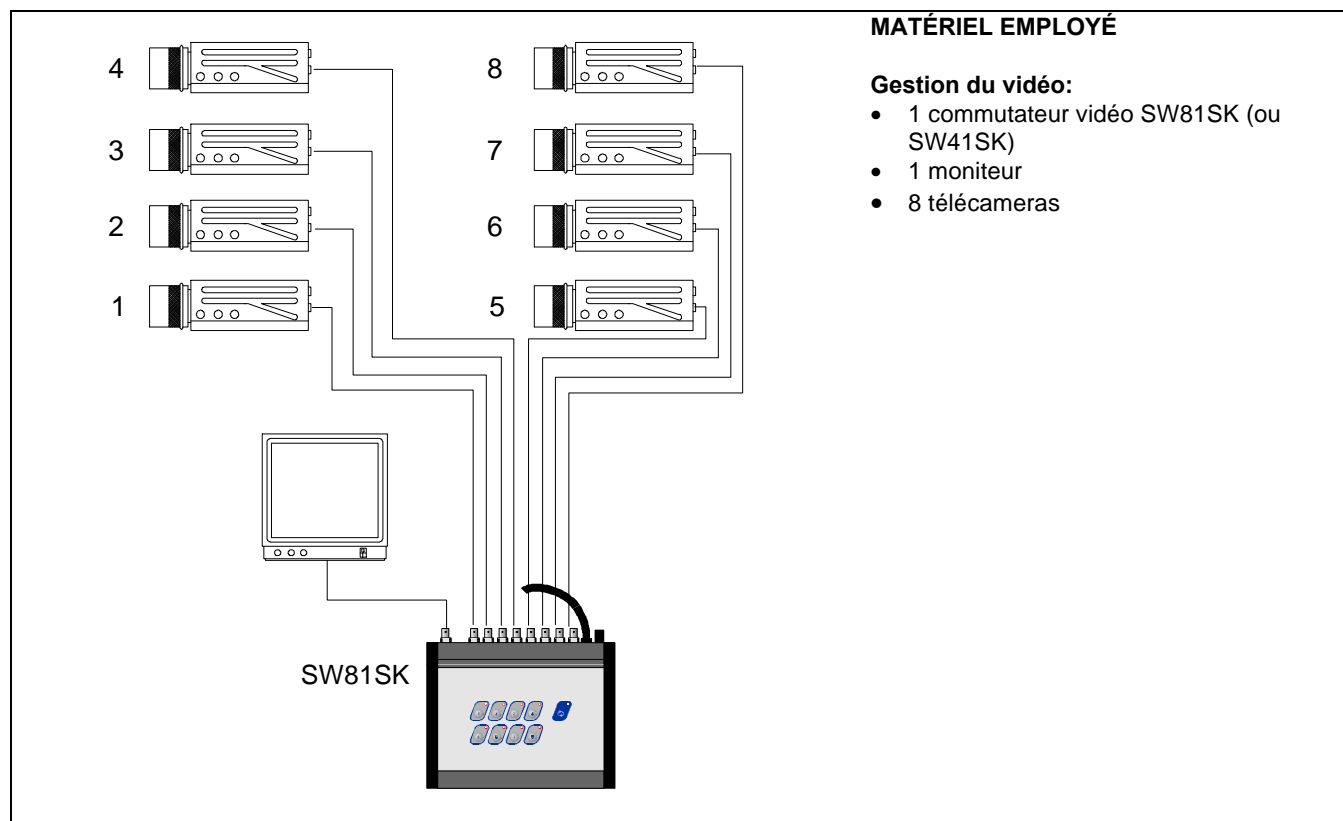 MATÉRIEL EMPLOYÉ
Gestion du vidéo:
• 1 commutateur vidéo SW81SK (ou
SW41SK)
• 1 moniteur
• 8 télécameras
4
8
3
7
2
6
1
5
SW81SK